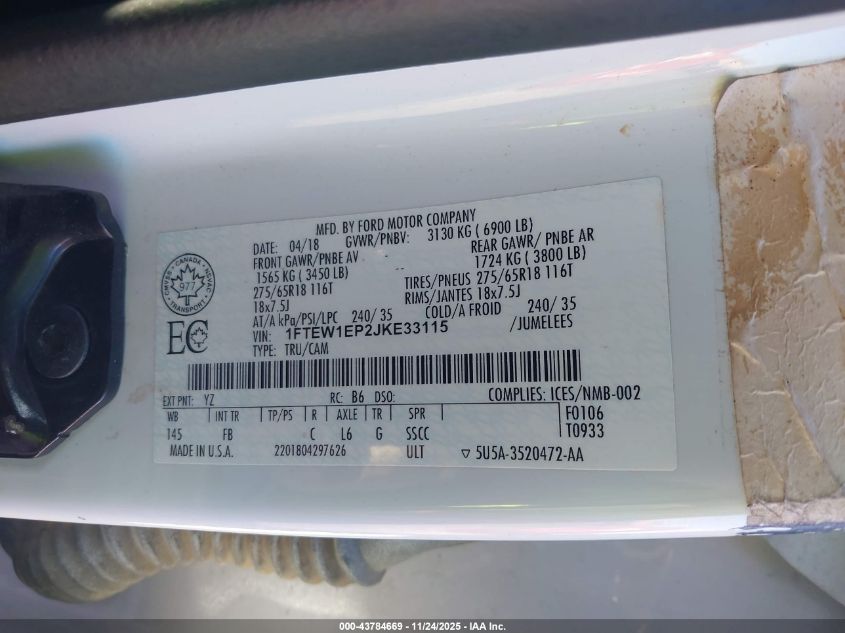 MFD. BY FORD MOTOR COMPANY
DATE: 04/18 GVWR/PNBV: 3130 KG ( 6900 LB)
FRONT GAWR/PNBE AV REAR GAWR/ PNBE AR
1565 KG ( 3450 LB) 1724 KG ( 3800 LB)
275/65R18 116T TIRES/PNEUS 275/65R18 116T
18x7.5J RIMS/JANTES 18x7.5J
AT/A kPa/PSI/LPC 240/ 35 COLD/A FROID 240/ 35
VIN: 1FTEW1EP2JKE33115 /JUMELEES
TYPE: TRU/CAM
CMVSS • CANADA • NSVAC
977
TRANSPORT
EC
EXT PNT: YZ RC: B6 DSO: COMPLIES: ICES/NMB-002
WB INT TR TP/PS R AXLE TR SPR F0106
145 FB C L6 G SSCC T0933
MADE IN U.S.A. 2201804297626 ULT ▽ 5U5A-3520472-AA
000-43784669 • 11/24/2025 • IAA Inc.